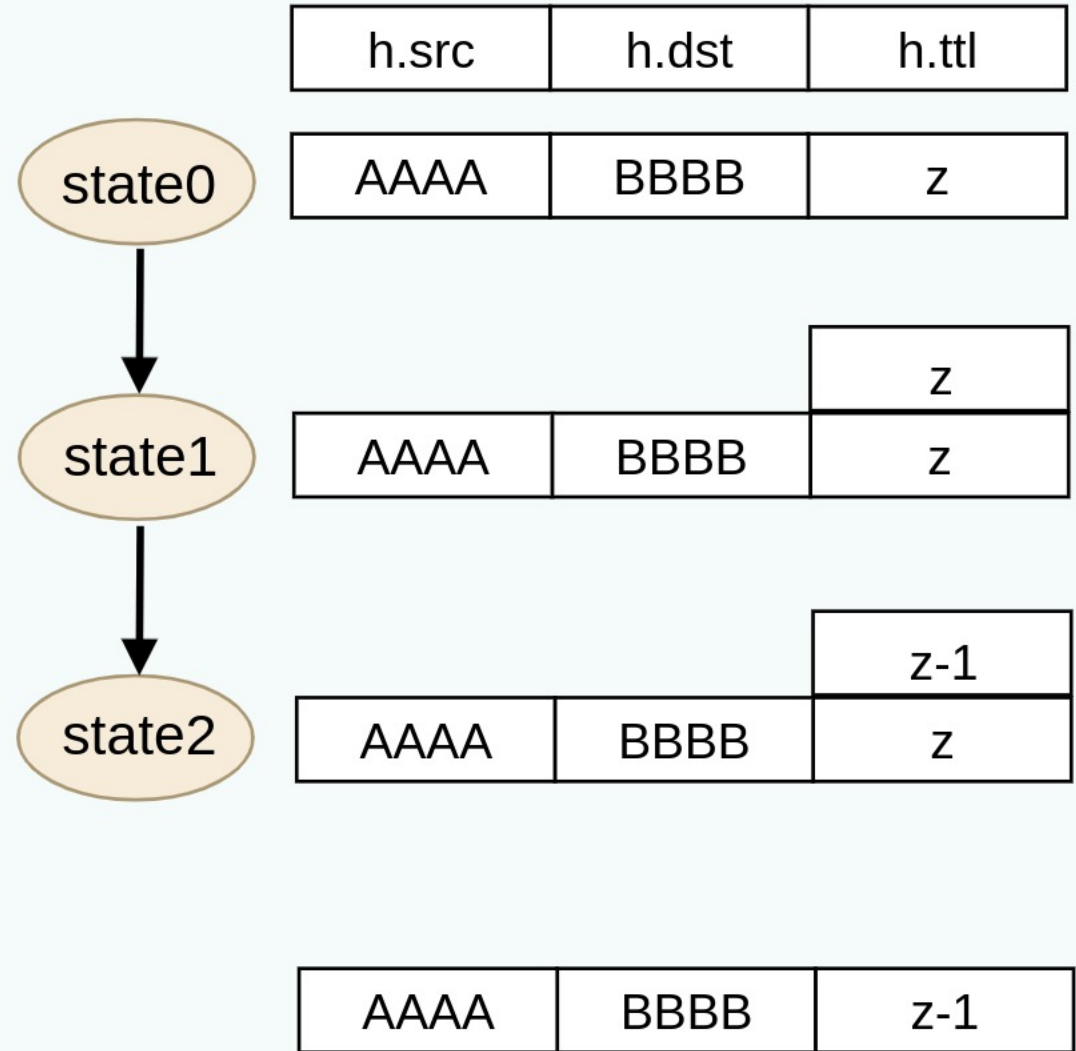 h.src h.dst h.ttl
state0 AAAA BBBB z
z
state1 AAAA BBBB z
z-1
state2 AAAA BBBB z
AAAA BBBB z-1